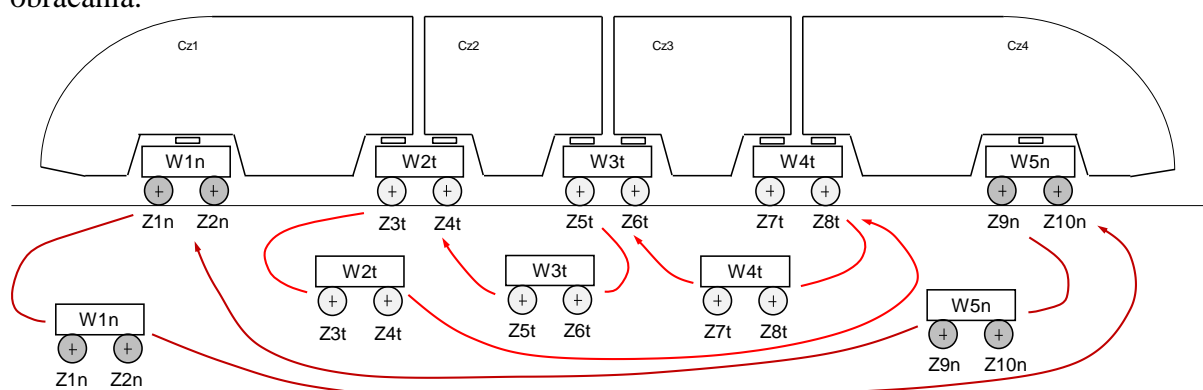 obracania.
Cz1 Cz2 Cz3 Cz4
W1n W2t W3t W4t W5n
Z1n Z2n Z3t Z4t Z5t Z6t Z7t Z8t Z9n Z10n
W2t W3t W4t
Z3t Z4t Z5t Z6t Z7t Z8t
W1n W5n
Z9n Z10n
Z1n Z2n